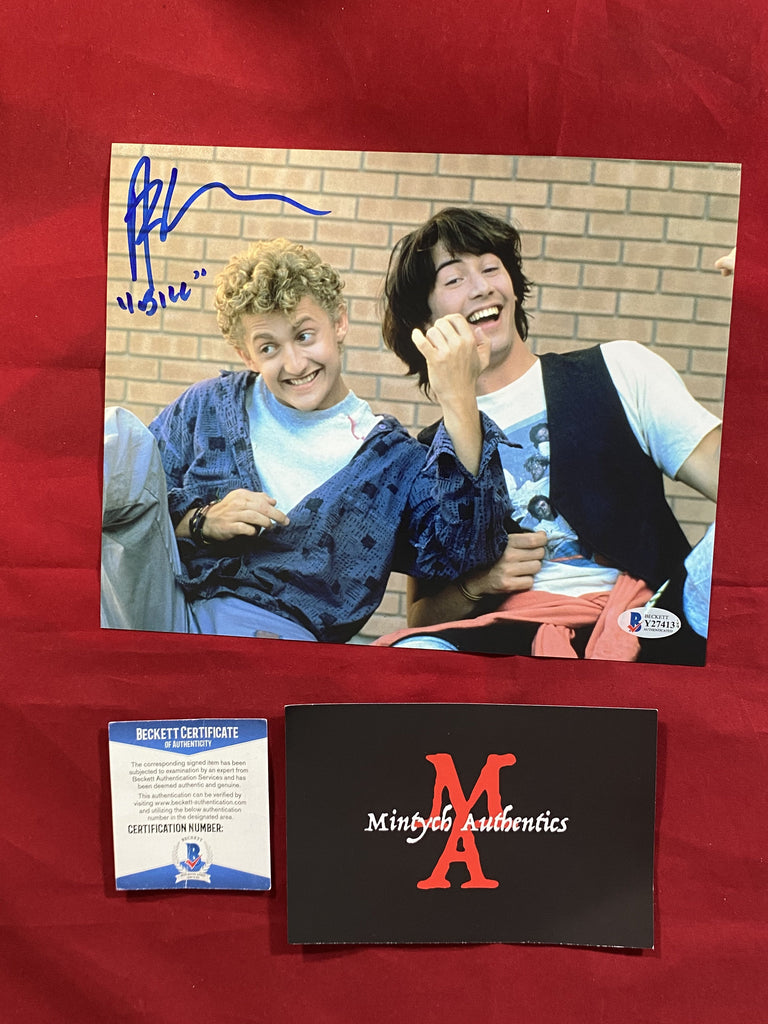 "BILL"
BECKETT
Y27413
AUTHENTICATED
BECKETT CERTIFICATE
OF AUTHENTICITY
The corresponding signed item has been
subjected to examination by an expert from
Beckett Authentication Services and has
been deemed authentic and genuine.
This authentication can be verified by
visiting www.beckett-authentication.com
and utilizing the below authentication
number in the designated area.
CERTIFICATION NUMBER:
BECKETT
B
MA
Mintych Authentics